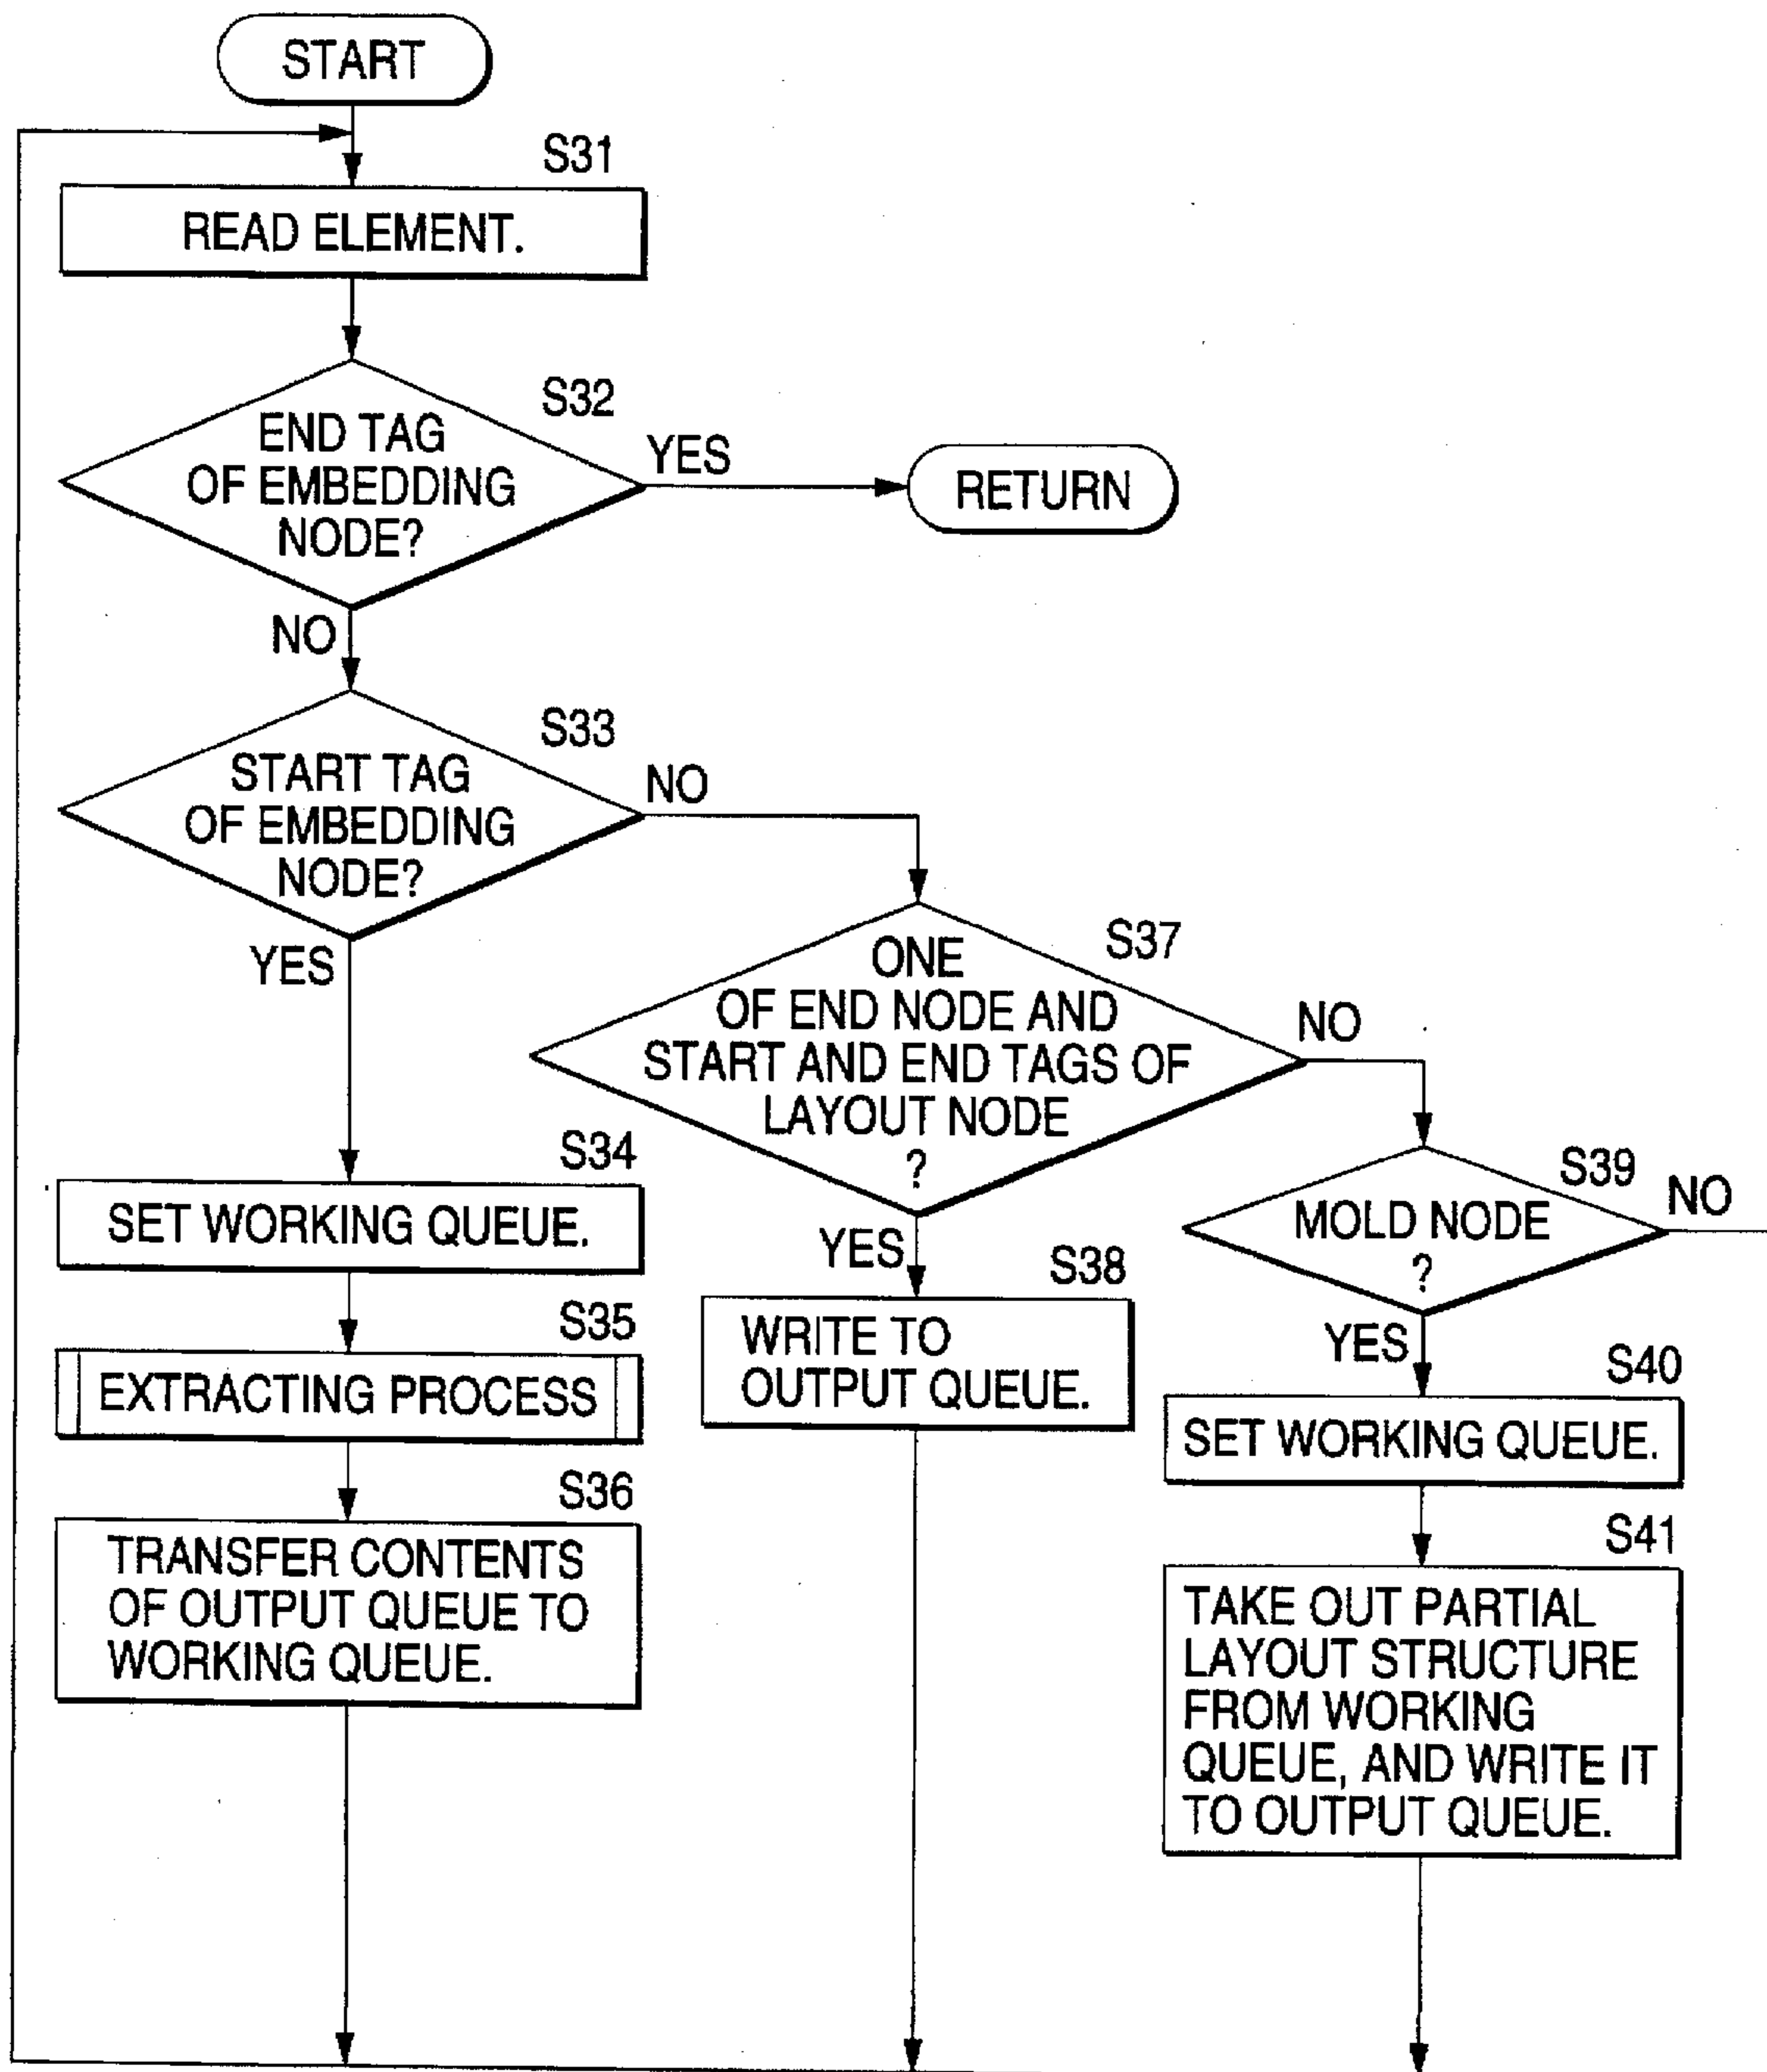 START
S31
READ ELEMENT.
S32
END TAG
OF EMBEDDING
NODE?
YES
RETURN
NO
S33
START TAG
OF EMBEDDING
NODE?
NO
YES
S37
ONE
OF END NODE AND
START AND END TAGS OF
LAYOUT NODE
?
NO
YES
S34
SET WORKING QUEUE.
S35
EXTRACTING PROCESS
S36
TRANSFER CONTENTS
OF OUTPUT QUEUE TO
WORKING QUEUE.
S38
WRITE TO
OUTPUT QUEUE.
S39
MOLD NODE
?
NO
YES
S40
SET WORKING QUEUE.
S41
TAKE OUT PARTIAL
LAYOUT STRUCTURE
FROM WORKING
QUEUE, AND WRITE IT
TO OUTPUT QUEUE.